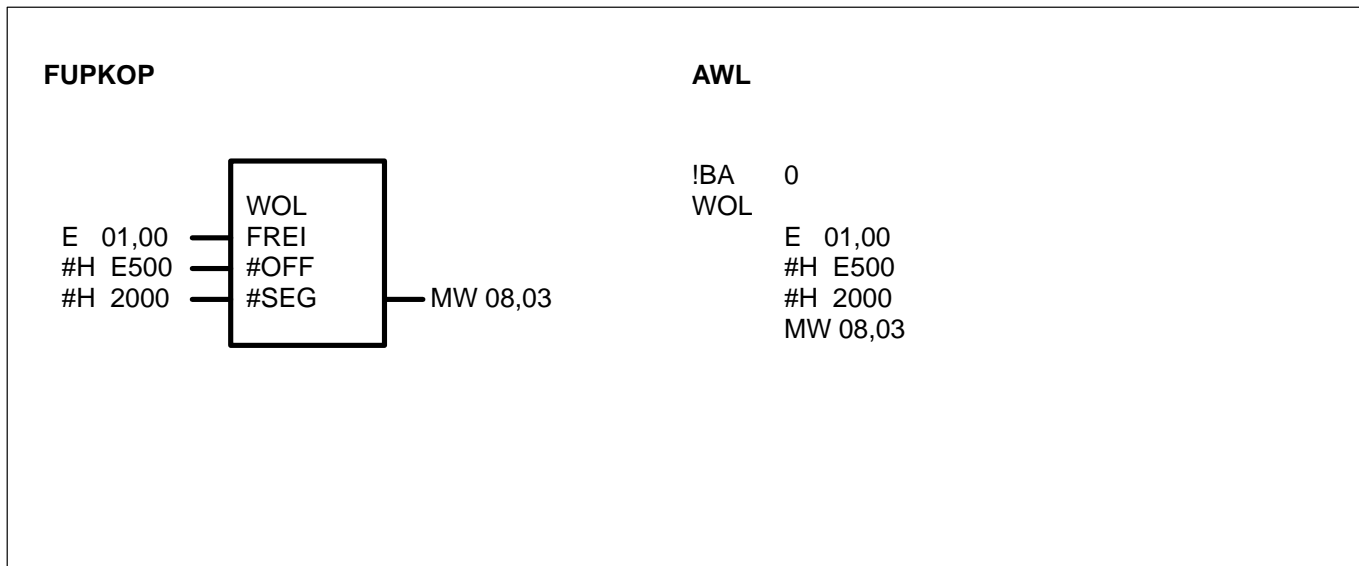 FUPKOP
WOL
E 01,00 FREI
#H E500 #OFF
#H 2000 #SEG MW 08,03
AWL
!BA 0
WOL
E 01,00
#H E500
#H 2000
MW 08,03